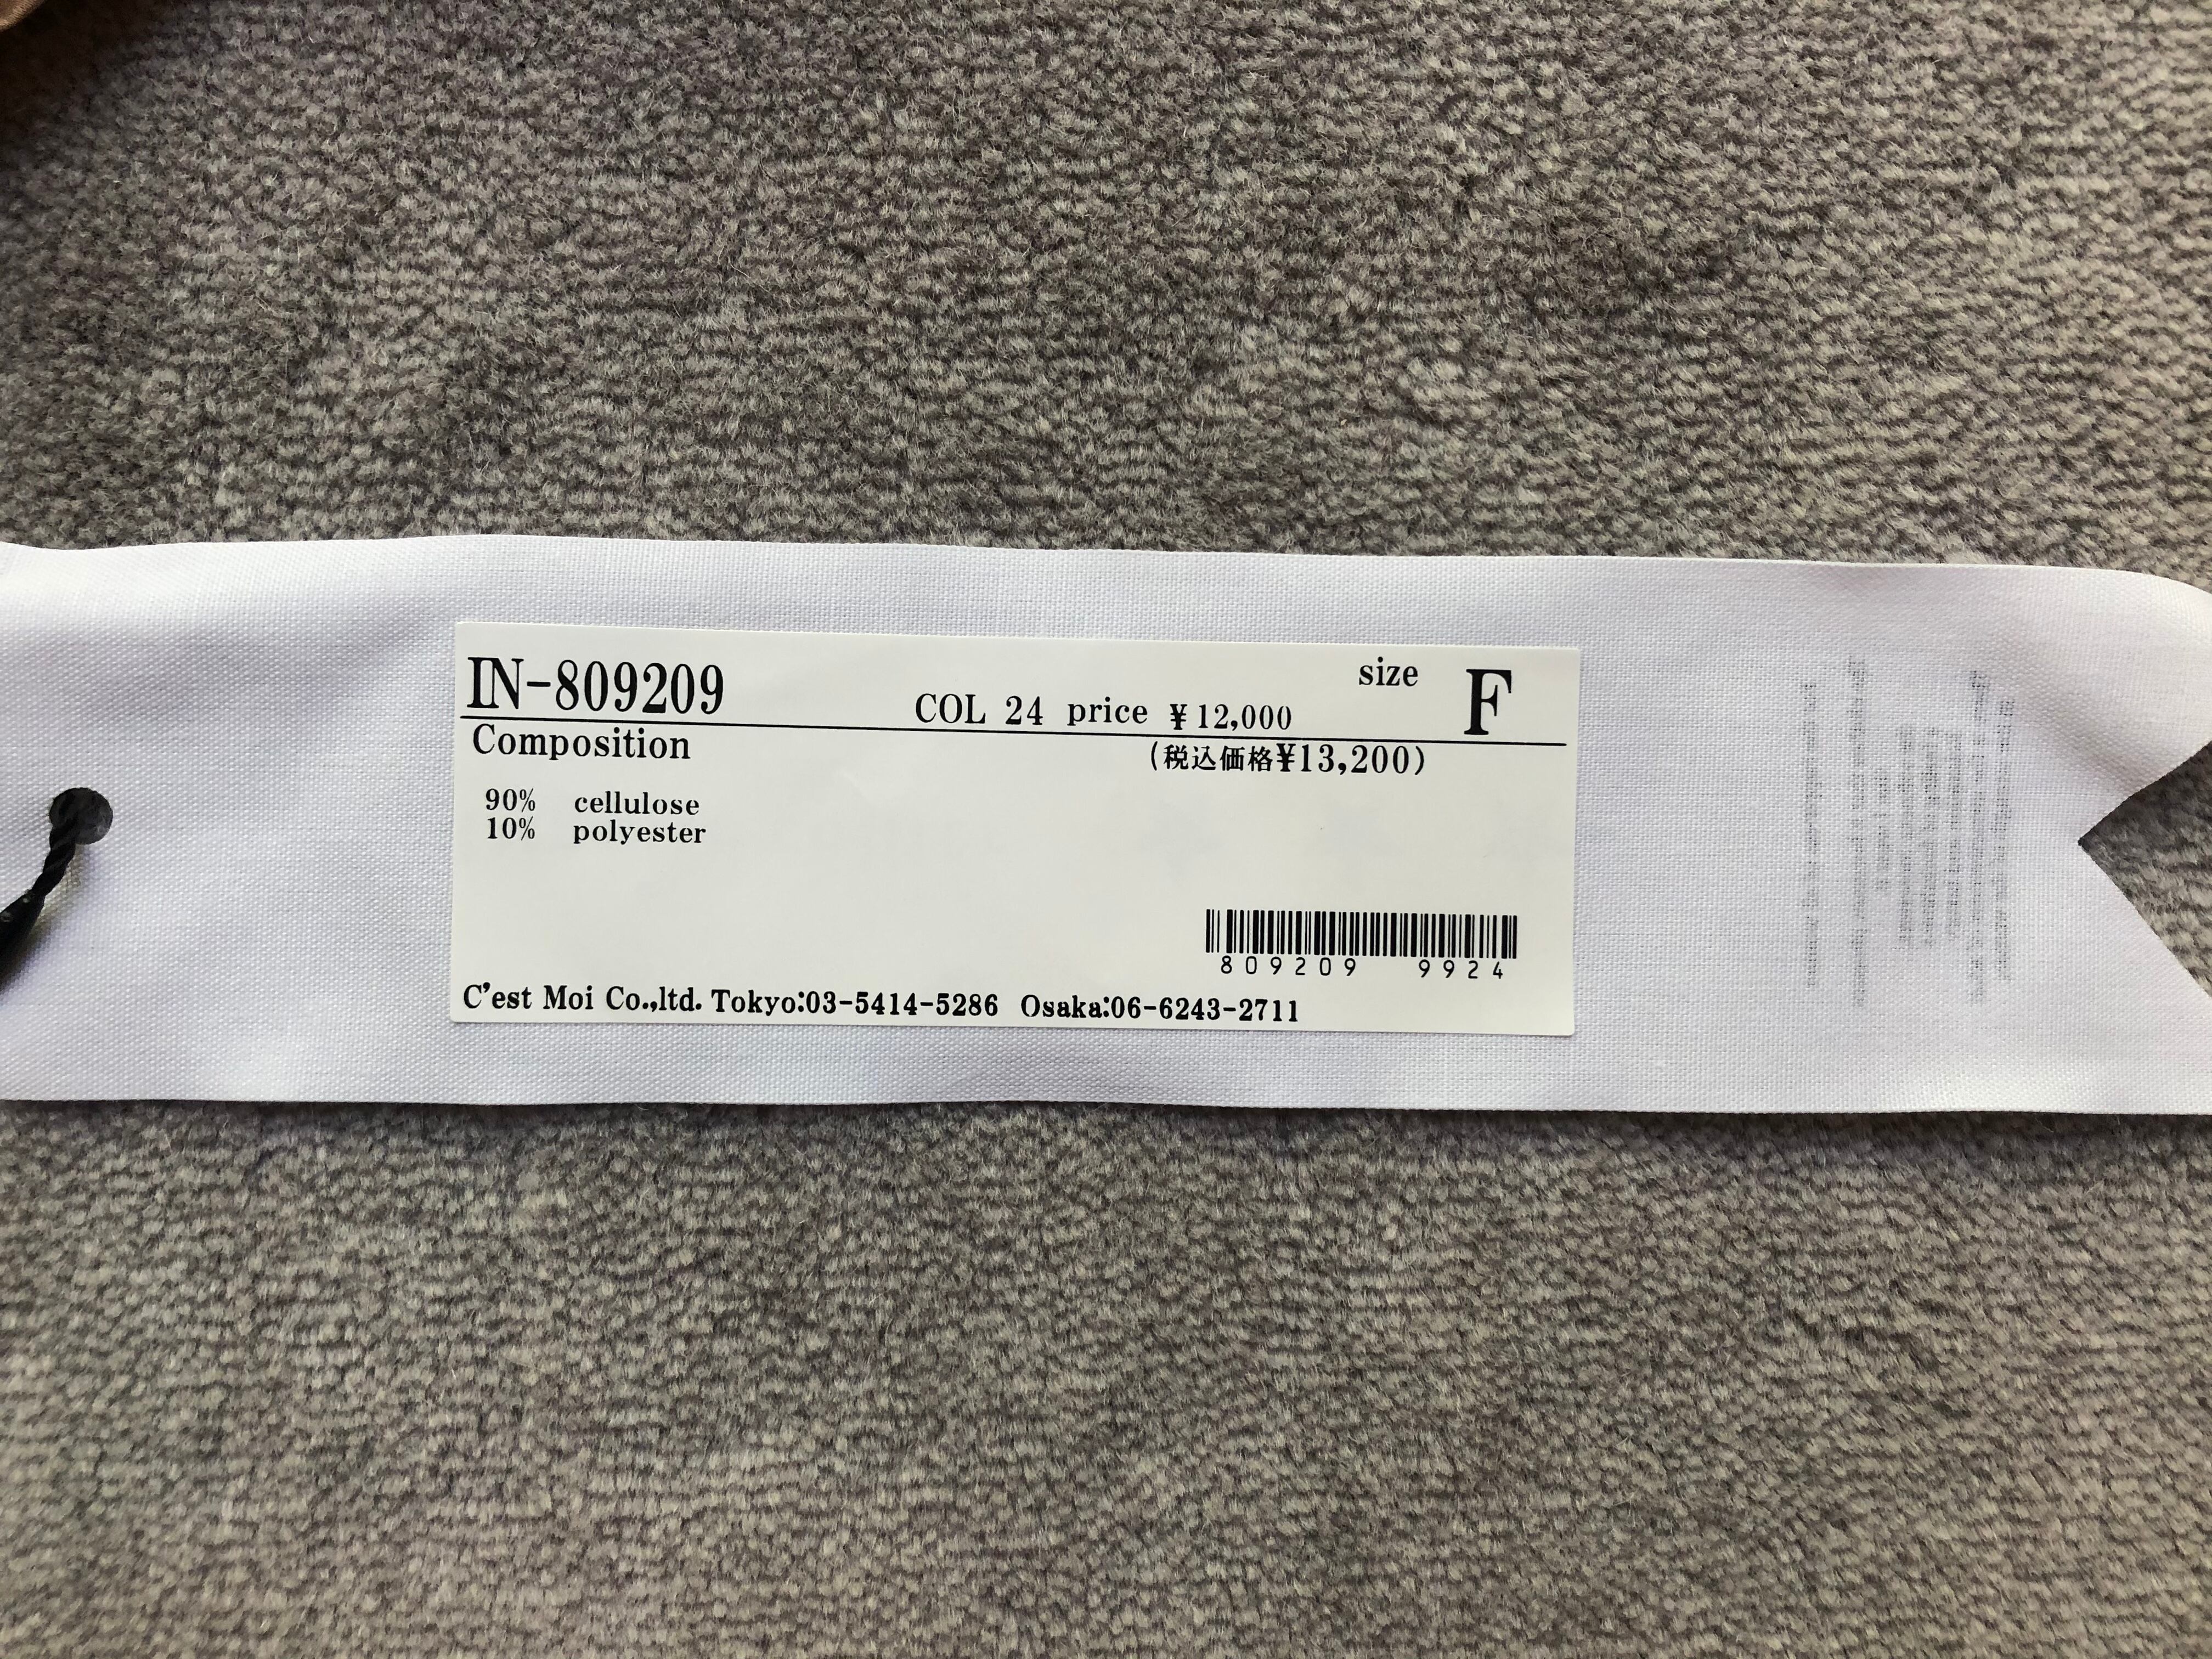 IN-809209 COL 24 price ¥12,000 size F
Composition (税込価格¥13,200)
90% cellulose
10% polyester
809209 9924
C'est Moi Co.,ltd. Tokyo:03-5414-5286 Osaka:06-6243-2711